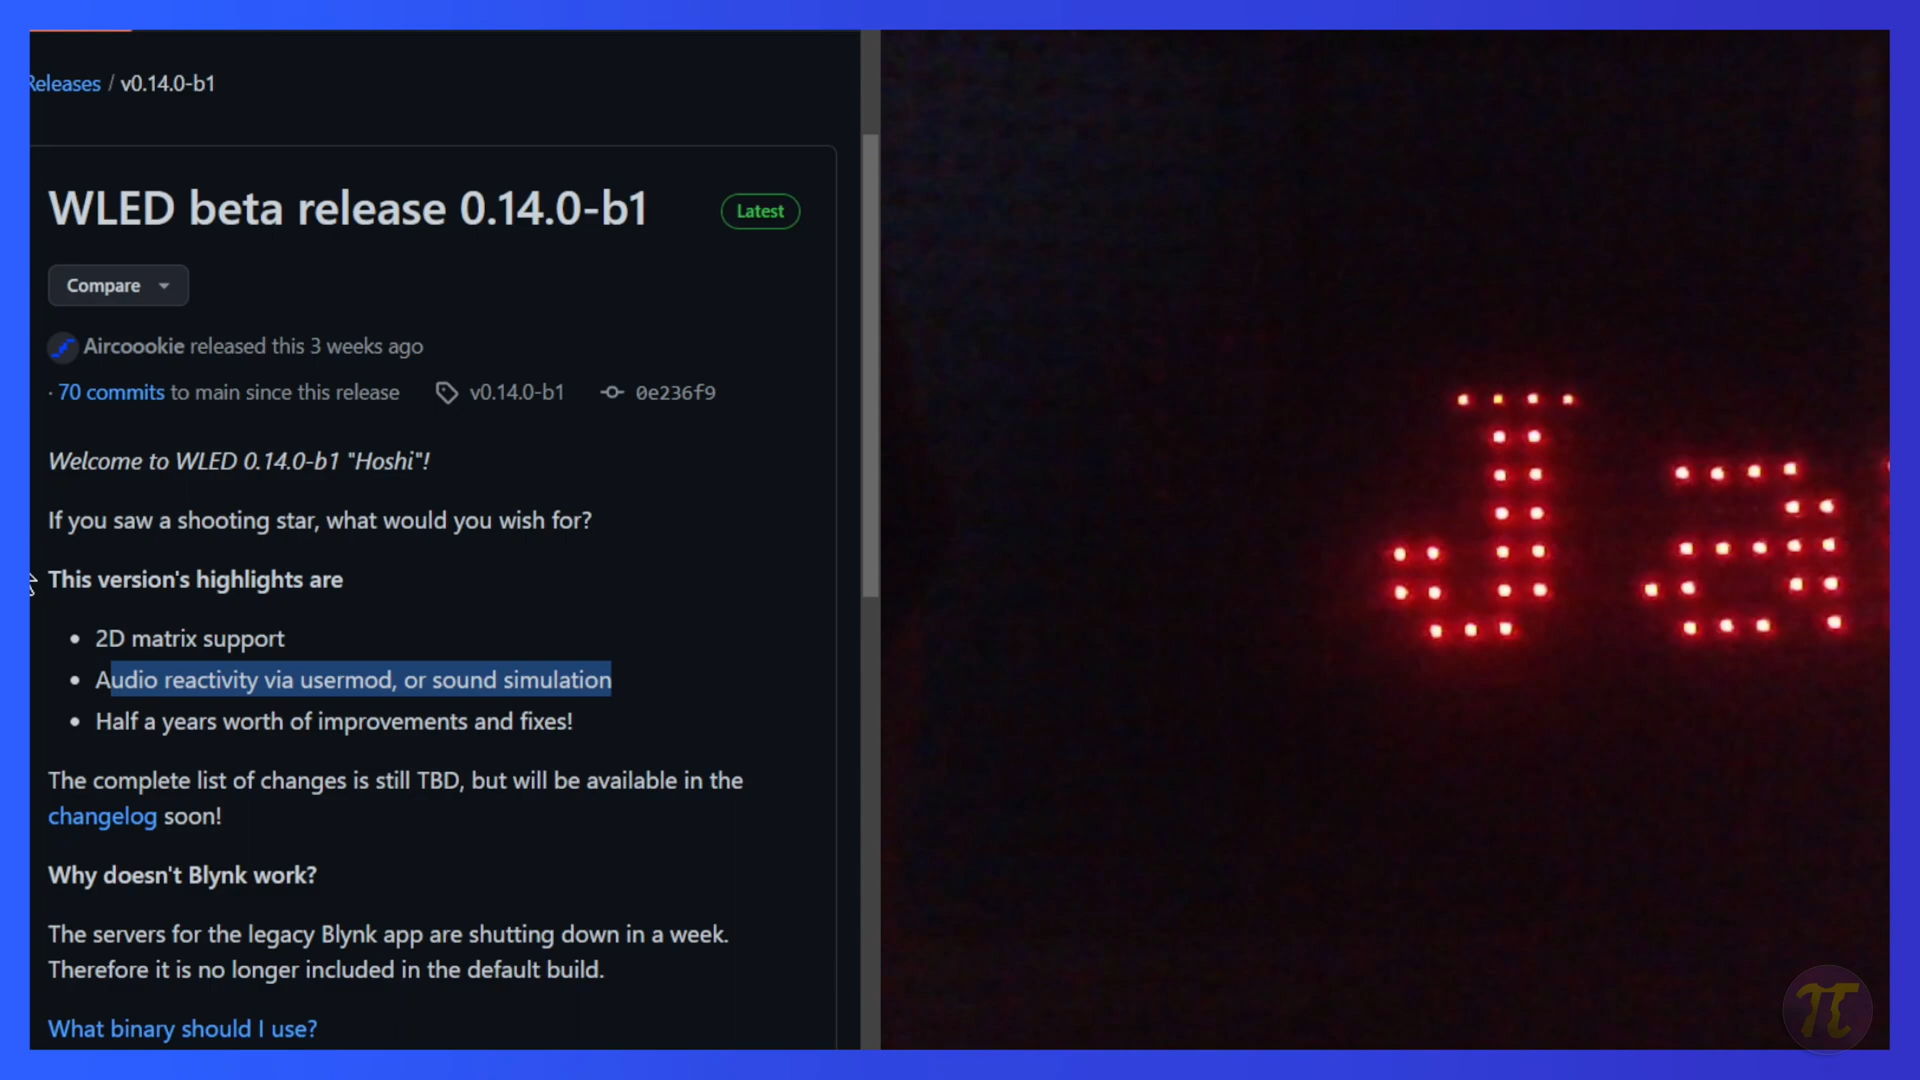 Releases / v0.14.0-b1
WLED beta release 0.14.0-b1
Latest
Compare
Aircoookie released this 3 weeks ago
· 70 commits to main since this release v0.14.0-b1 0e236f9
Welcome to WLED 0.14.0-b1 "Hoshi"!
If you saw a shooting star, what would you wish for?
This version's highlights are
• 2D matrix support
• Audio reactivity via usermod, or sound simulation
• Half a years worth of improvements and fixes!
The complete list of changes is still TBD, but will be available in the
changelog soon!
Why doesn't Blynk work?
The servers for the legacy Blynk app are shutting down in a week.
Therefore it is no longer included in the default build.
What binary should I use?
Ja
π